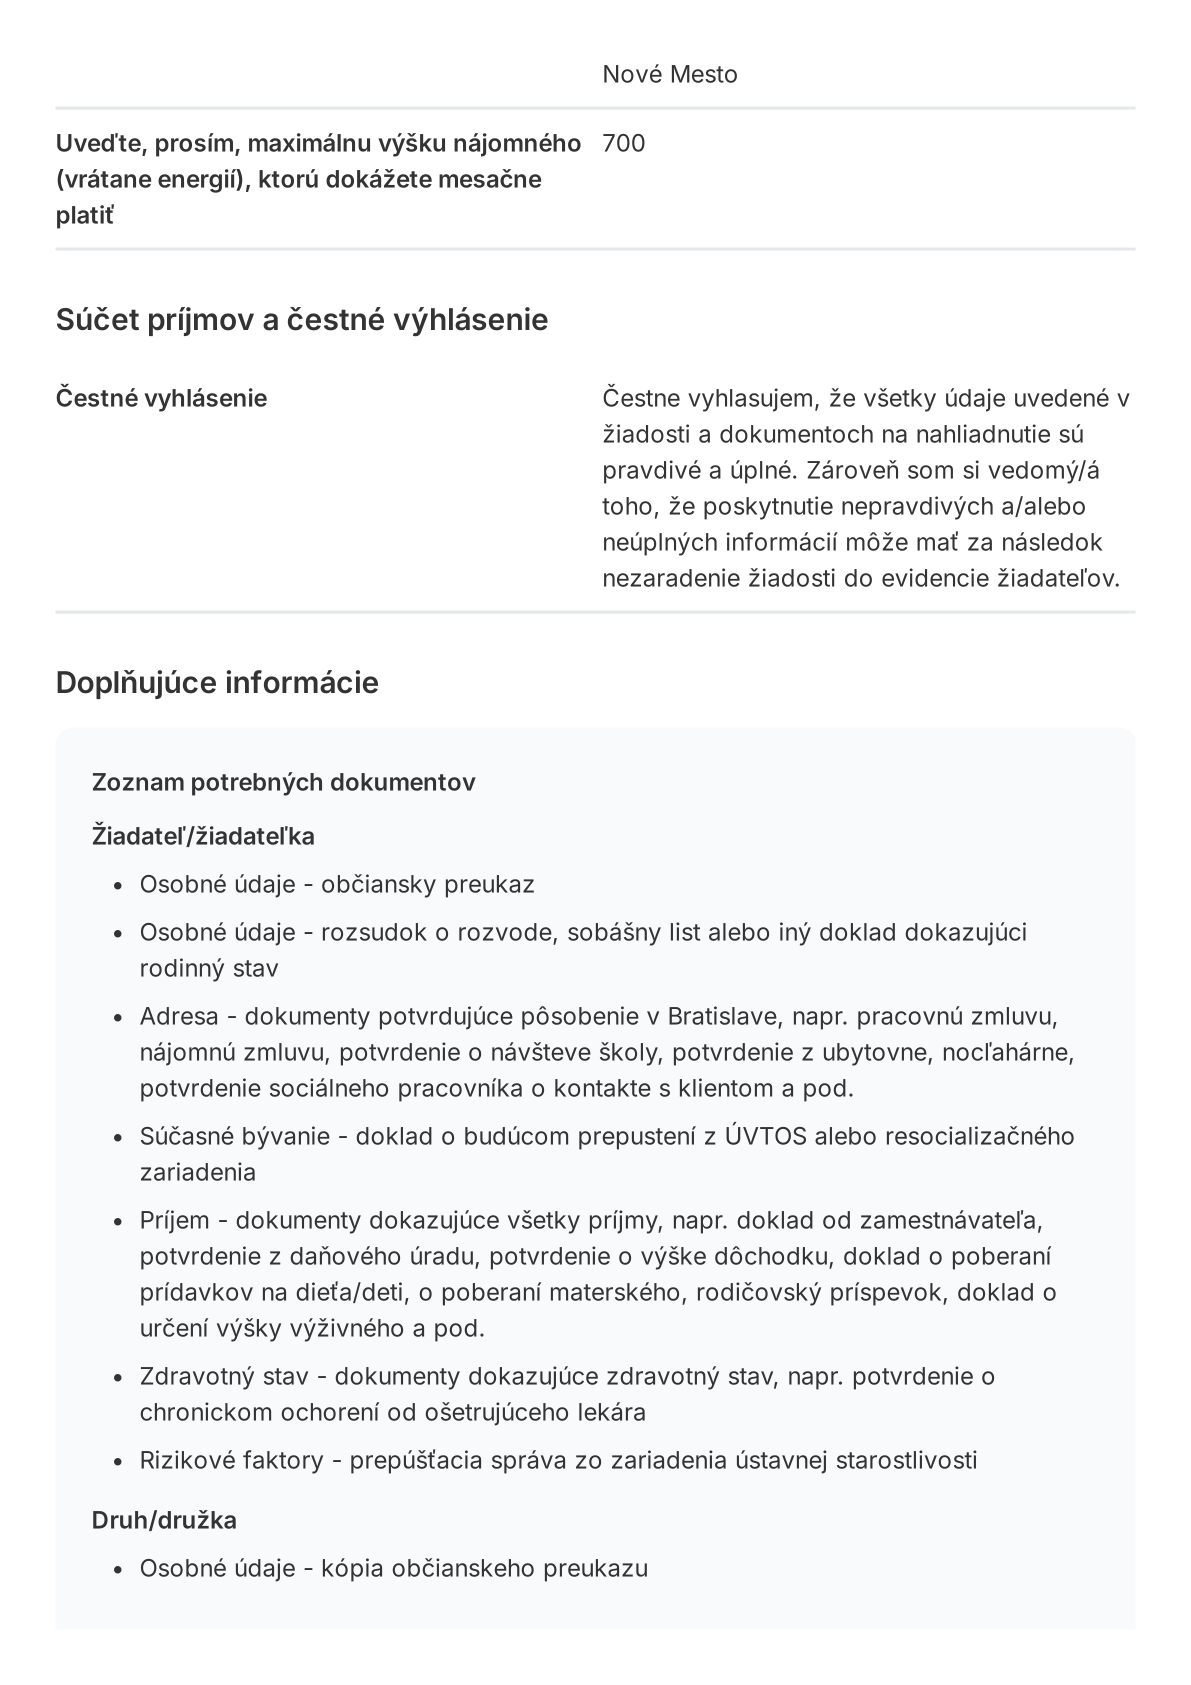 Nové Mesto
Uveďte, prosím, maximálnu výšku nájomného 700
(vrátane energií), ktorú dokážete mesačne
platiť
Súčet príjmov a čestné výhlásenie
Čestné vyhlásenie
Čestne vyhlasujem, že všetky údaje uvedené v
žiadosti a dokumentoch na nahliadnutie sú
pravdivé a úplné. Zároveň som si vedomý/á
toho, že poskytnutie nepravdivých a/alebo
neúplných informácií môže mať za následok
nezaradenie žiadosti do evidencie žiadateľov.
Doplňujúce informácie
Zoznam potrebných dokumentov
Žiadateľ/žiadateľka
• Osobné údaje - občiansky preukaz
• Osobné údaje - rozsudok o rozvode, sobášny list alebo iný doklad dokazujúci
rodinný stav
• Adresa - dokumenty potvrdujúce pôsobenie v Bratislave, napr. pracovnú zmluvu,
nájomnú zmluvu, potvrdenie o návšteve školy, potvrdenie z ubytovne, nocľahárne,
potvrdenie sociálneho pracovníka o kontakte s klientom a pod.
• Súčasné bývanie - doklad o budúcom prepustení z ÚVTOS alebo resocializačného
zariadenia
• Príjem - dokumenty dokazujúce všetky príjmy, napr. doklad od zamestnávateľa,
potvrdenie z daňového úradu, potvrdenie o výške dôchodku, doklad o poberaní
prídavkov na dieťa/deti, o poberaní materského, rodičovský príspevok, doklad o
určení výšky výživného a pod.
• Zdravotný stav - dokumenty dokazujúce zdravotný stav, napr. potvrdenie o
chronickom ochorení od ošetrujúceho lekára
• Rizikové faktory - prepúšťacia správa zo zariadenia ústavnej starostlivosti
Druh/družka
• Osobné údaje - kópia občianskeho preukazu